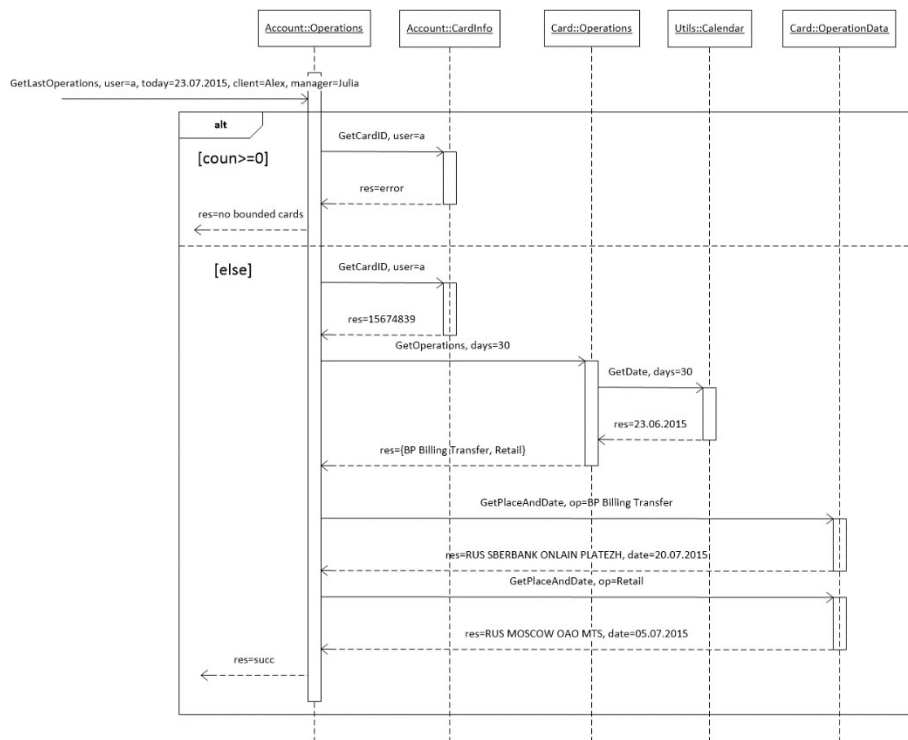 Account::Operations
Account::CardInfo
Card::Operations
Utils::Calendar
Card::OperationData
GetLastOperations, user=a, today=23.07.2015, client=Alex, manager=Julia
alt
[coun>=0]
GetCardID, user=a
res=error
res=no bounded cards
[else]
GetCardID, user=a
res=15674839
GetOperations, days=30
GetDate, days=30
res=23.06.2015
res={BP Billing Transfer, Retail}
GetPlaceAndDate, op=BP Billing Transfer
res=RUS SBERBANK ONLAIN PLATEZH, date=20.07.2015
GetPlaceAndDate, op=Retail
res=RUS MOSCOW OAO MTS, date=05.07.2015
res=succ